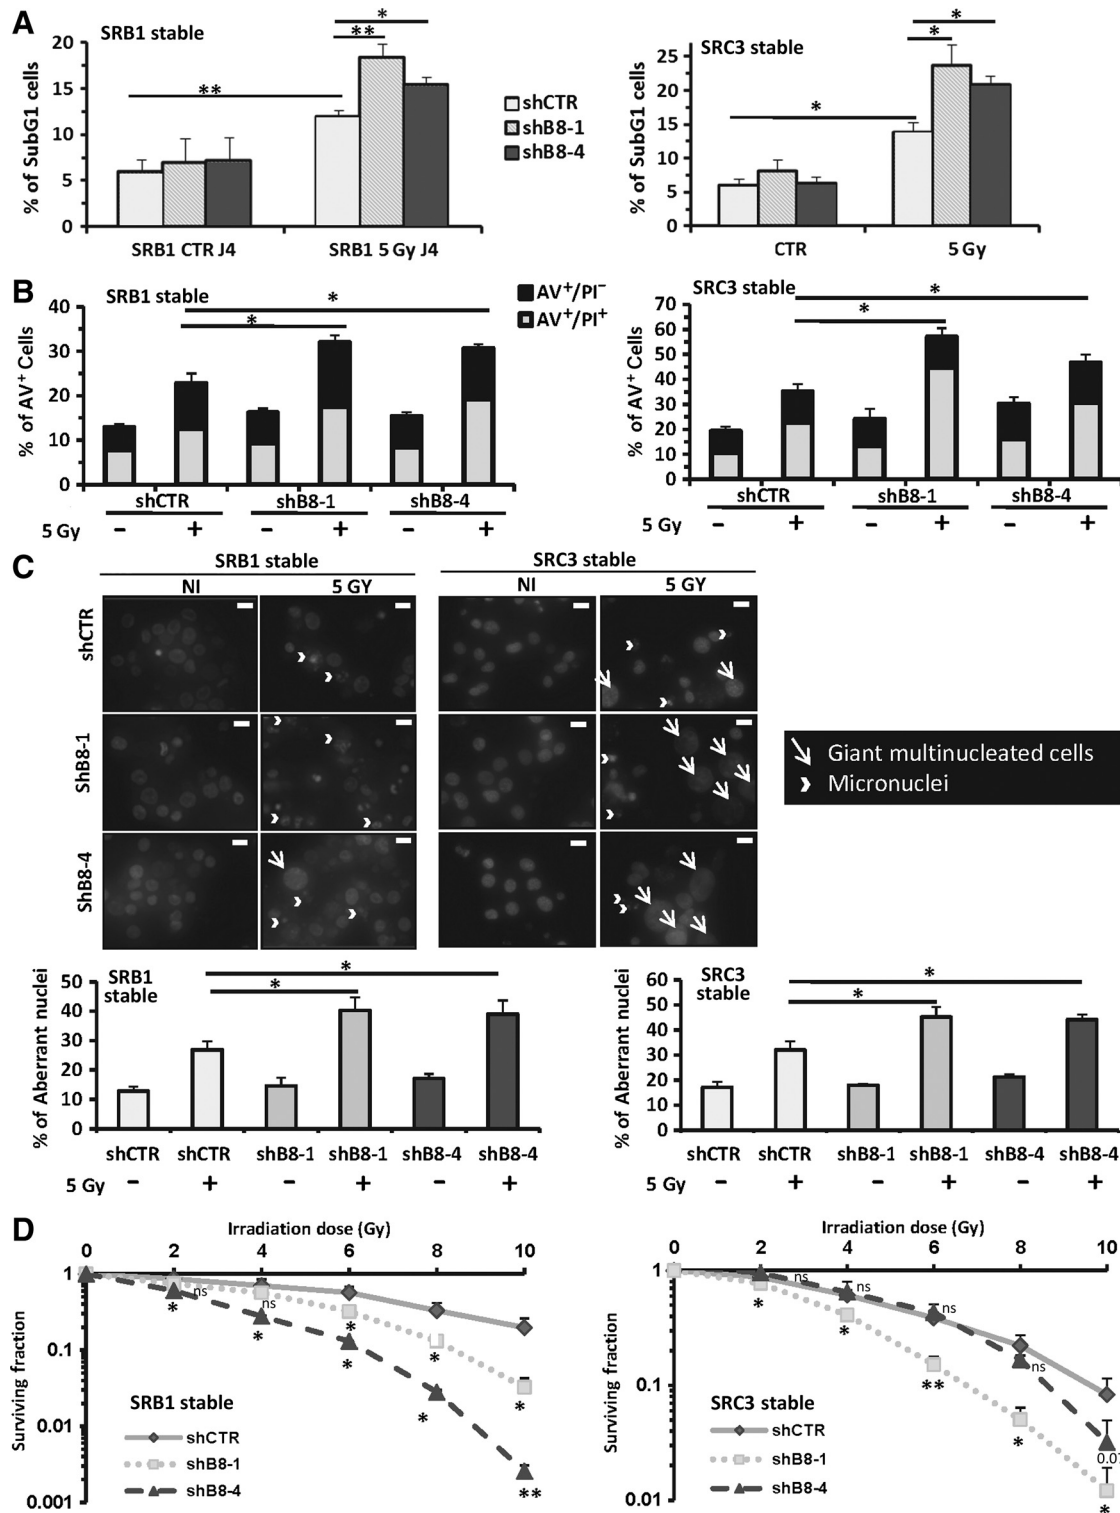 A
SRB1 stable
% of SubG1 cells
20
15
10
5
0
**
**
*
SRB1 CTR J4
SRB1 5 Gy J4
shCTR
shB8-1
shB8-4
SRC3 stable
% of SubG1 cells
25
20
15
10
5
0
*
*
*
CTR
5 Gy
B
SRB1 stable
% of AV+ Cells
40
30
20
10
0
*
*
shCTR
shB8-1
shB8-4
5 Gy
– + – + – +
AV+/PI−
AV+/PI+
SRC3 stable
% of AV+ Cells
70
60
50
40
30
20
10
0
*
*
shCTR
shB8-1
shB8-4
5 Gy
– + – + – +
C
SRB1 stable
SRC3 stable
NI
5 GY
NI
5 GY
shCTR
ShB8-1
ShB8-4
Giant multinucleated cells
Micronuclei
SRB1
stable
% of Aberrant nuclei
50
40
30
20
10
0
*
*
shCTR shCTR shB8-1 shB8-1 shB8-4 shB8-4
5 Gy – + – + – +
SRC3
stable
% of Aberrant nuclei
60
50
40
30
20
10
0
*
*
shCTR shCTR shB8-1 shB8-1 shB8-4 shB8-4
5 Gy – + – + – +
D
Irradiation dose (Gy)
0 2 4 6 8 10
Surviving fraction
1
0.1
0.01
0.001
ns
ns
*
*
*
*
*
*
*
*
**
SRB1 stable
shCTR
shB8-1
shB8-4
Irradiation dose (Gy)
0 2 4 6 8 10
Surviving fraction
1
0.1
0.01
ns
ns
ns
*
*
**
*
*
SRC3 stable
shCTR
shB8-1
shB8-4